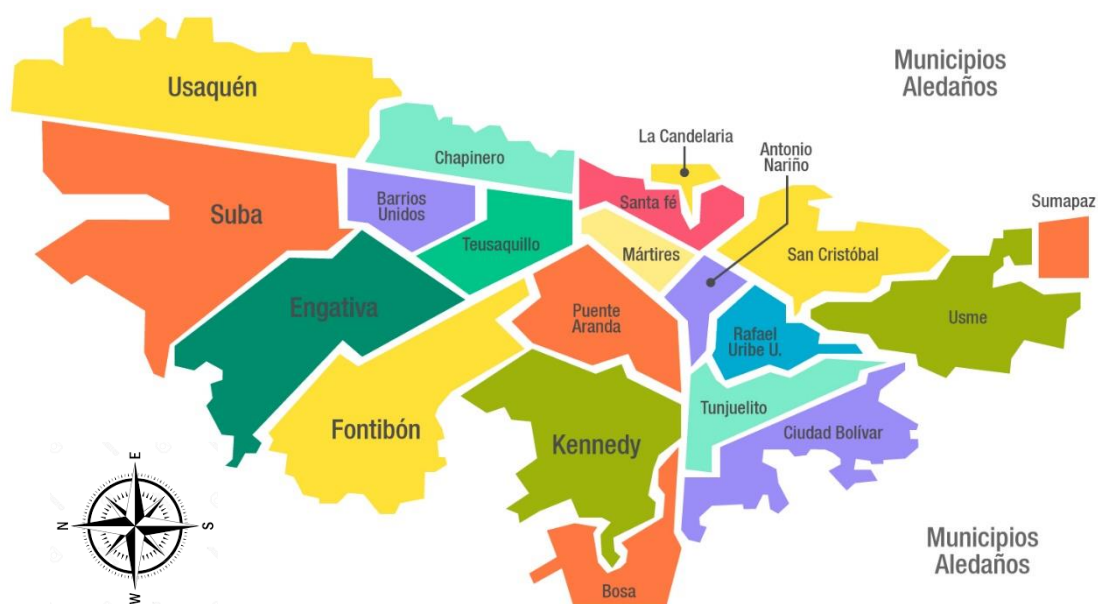 Usaquén
Municipios
Aledaños
La Candelaria
Antonio
Nariño
Chapinero
Santa fé
Sumapaz
Barrios
Unidos
Suba
Teusaquillo
Mártires
San Cristóbal
Engativa
Puente
Aranda
Rafael
Uribe U.
Usme
Fontibón
Kennedy
Tunjuelito
Ciudad Bolívar
Municipios
Aledaños
Bosa
E
N
S
W